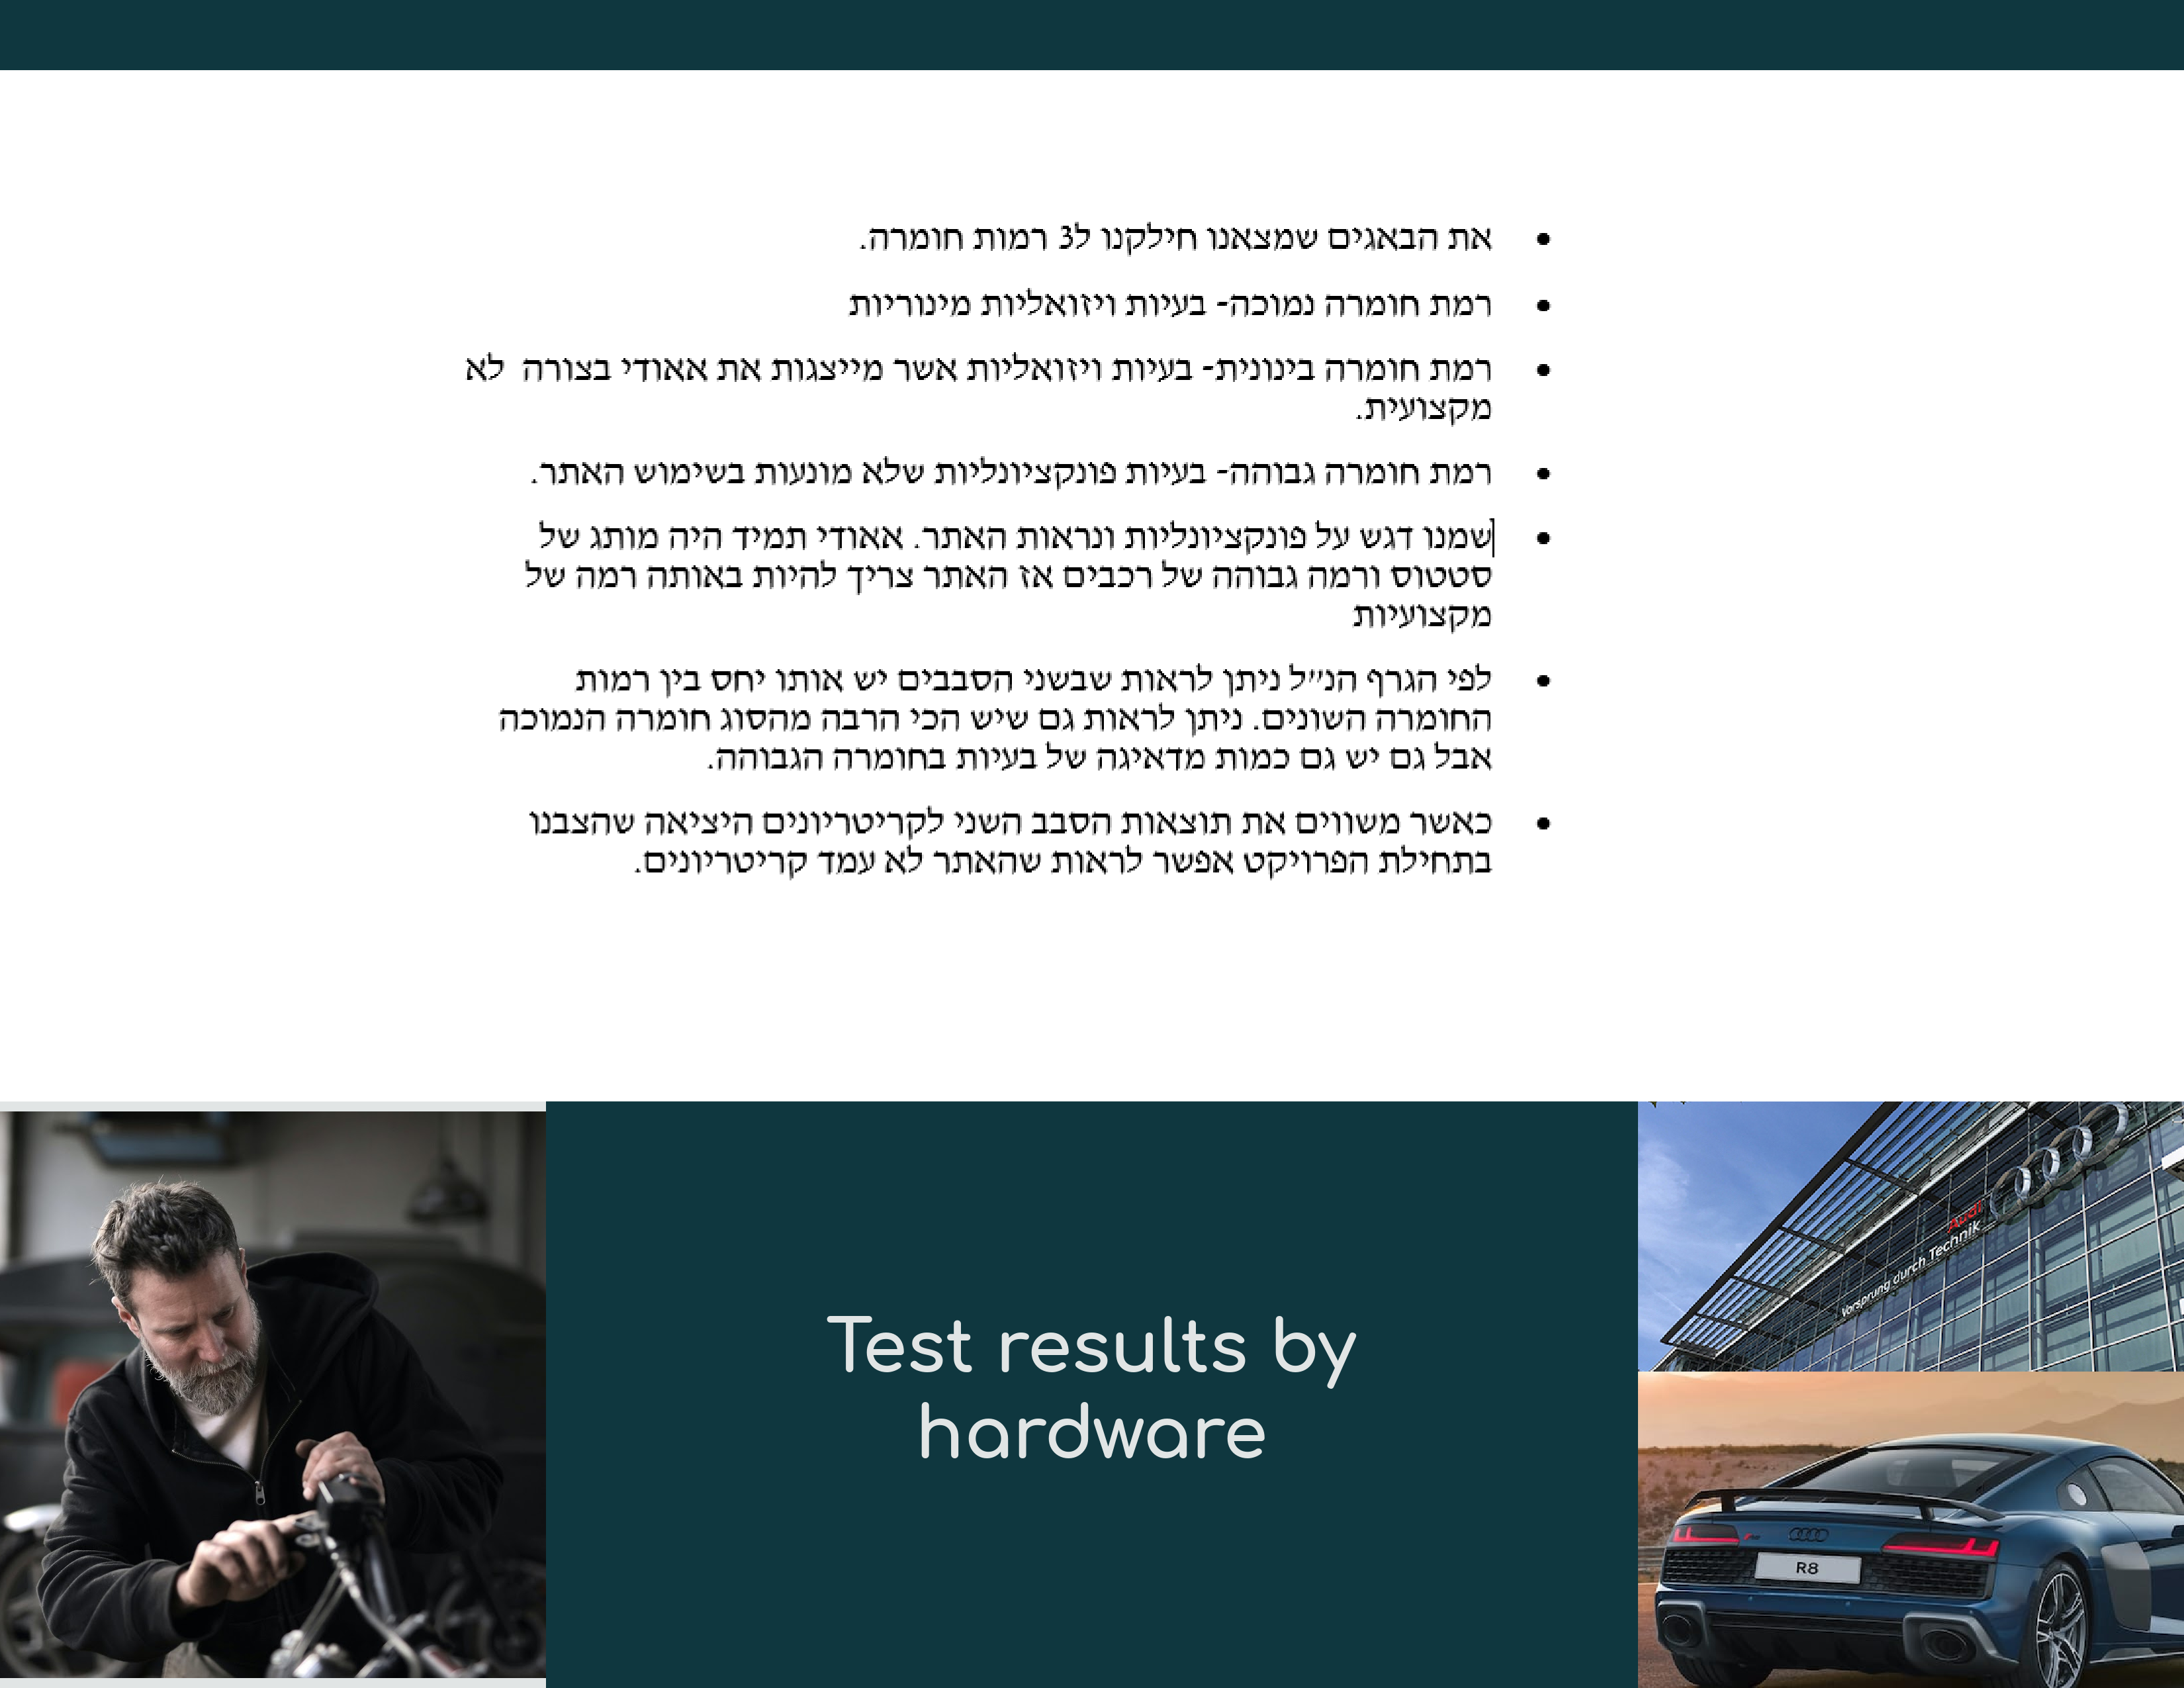 את הבאגים שמצאנו חילקנו ל3 רמות חומרה.
רמת חומרה נמוכה- בעיות ויזואליות מינוריות
רמת חומרה בינונית- בעיות ויזואליות אשר מייצגות את אאודי בצורה לא
מקצועית.
רמת חומרה גבוהה- בעיות פונקציונליות שלא מונעות בשימוש האתר.
שמנו דגש על פונקציונליות ונראות האתר. אאודי תמיד היה מותג של
סטטוס ורמה גבוהה של רכבים אז האתר צריך להיות באותה רמה של
מקצועיות
לפי הגרף הנ״ל ניתן לראות שבשני הסבבים יש אותו יחס בין רמות
החומרה השונים. ניתן לראות גם שיש הכי הרבה מהסוג חומרה הנמוכה
אבל גם יש גם כמות מדאיגה של בעיות בחומרה הגבוהה.
כאשר משווים את תוצאות הסבב השני לקריטריונים היציאה שהצבנו
בתחילת הפרויקט אפשר לראות שהאתר לא עמד קריטריונים.
Test results by
hardware
Audi
Vorsprung durch Technik
R8